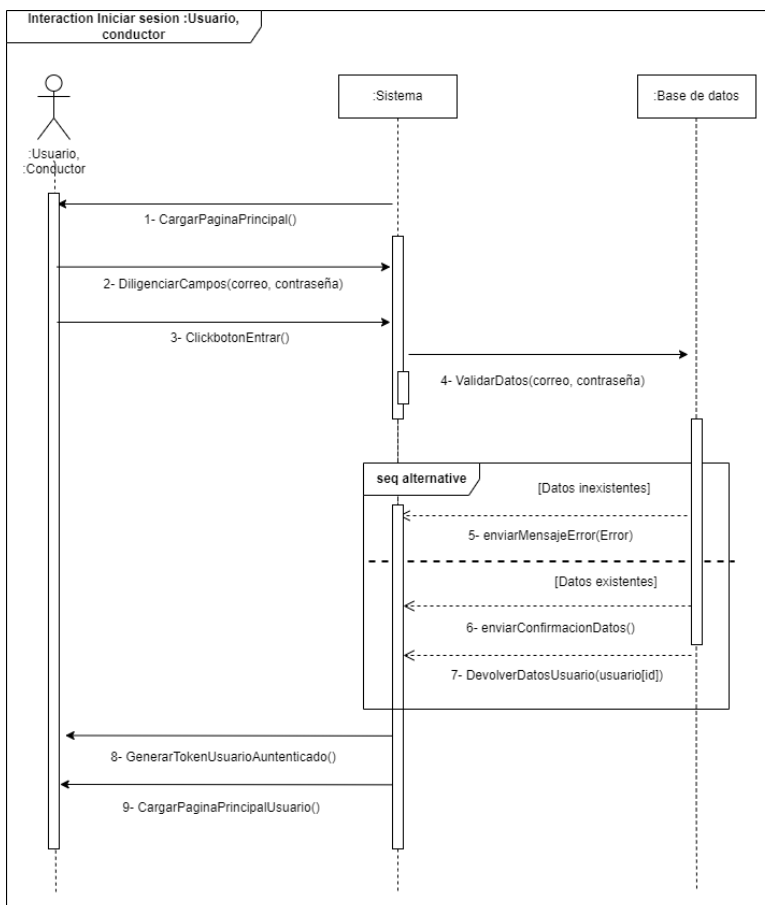 Interaction Iniciar sesion :Usuario,
conductor
:Sistema
:Base de datos
:Usuario,
:Conductor
1- CargarPaginaPrincipal()
2- DiligenciarCampos(correo, contraseña)
3- ClickbotonEntrar()
4- ValidarDatos(correo, contraseña)
seq alternative
[Datos inexistentes]
5- enviarMensajeError(Error)
[Datos existentes]
6- enviarConfirmacionDatos()
7- DevolverDatosUsuario(usuario[id])
8- GenerarTokenUsuarioAuntenticado()
9- CargarPaginaPrincipalUsuario()